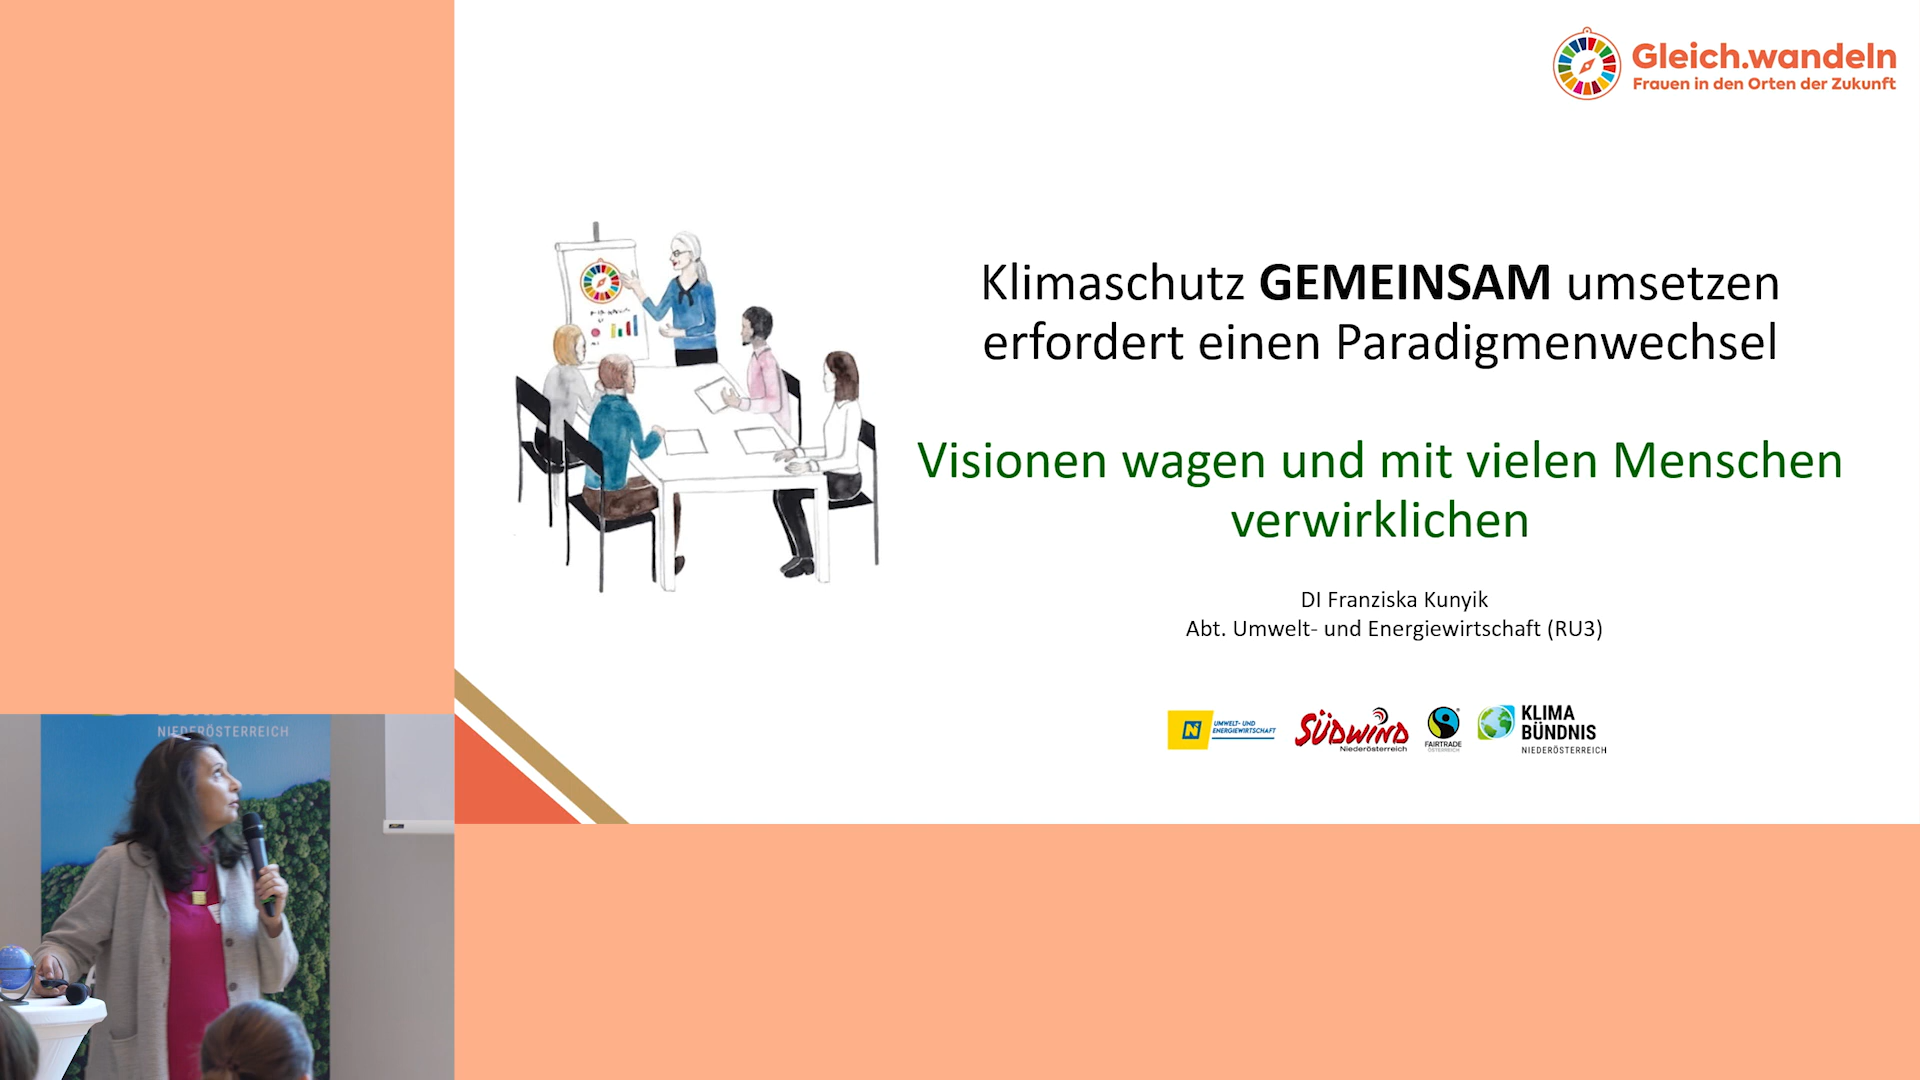 Gleich.wandeln
Frauen in den Orten der Zukunft
Klimaschutz GEMEINSAM umsetzen
erfordert einen Paradigmenwechsel
Visionen wagen und mit vielen Menschen
verwirklichen
DI Franziska Kunyik
Abt. Umwelt- und Energiewirtschaft (RU3)
N
UMWELT- UND
ENERGIEWIRTSCHAFT
SÜDWIND
Niederösterreich
FAIRTRADE
ÖSTERREICH
KLIMA
BÜNDNIS
NIEDERÖSTERREICH
NIEDERÖSTERREICH